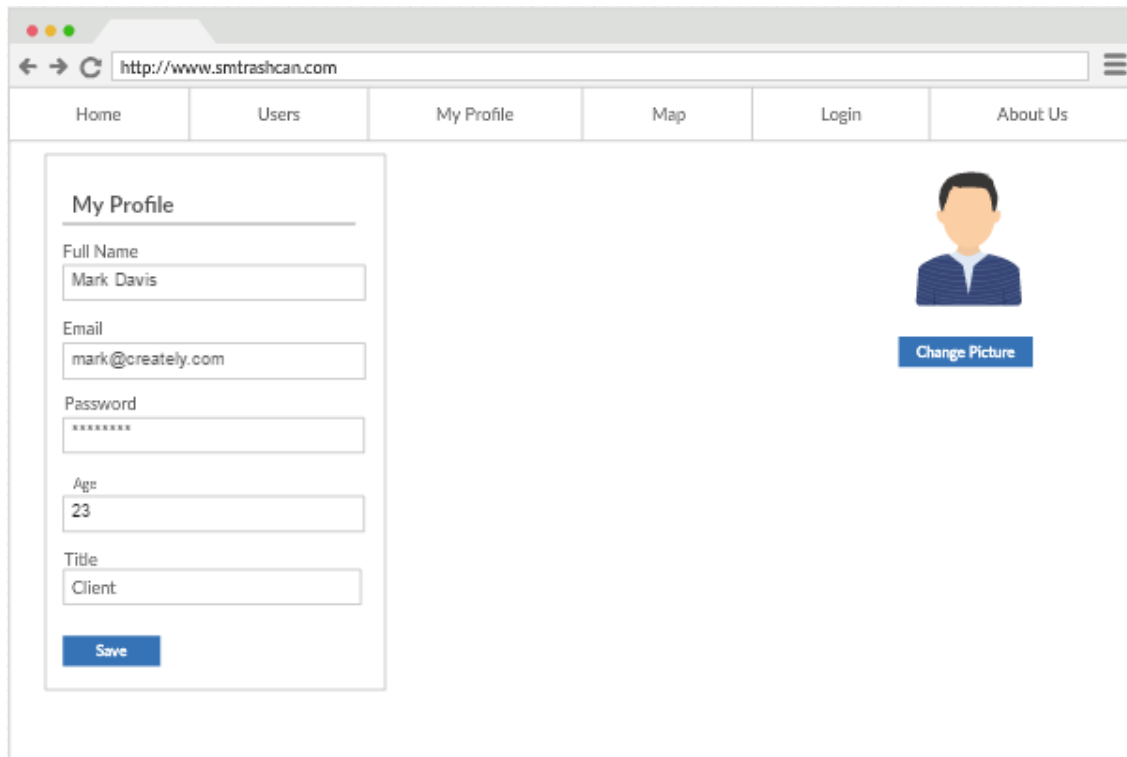 http://www.smtrashcan.com
Home Users My Profile Map Login About Us
My Profile
Full Name
Mark Davis
Email
mark@creately.com
Password
********
Age
23
Title
Client
Save
Change Picture